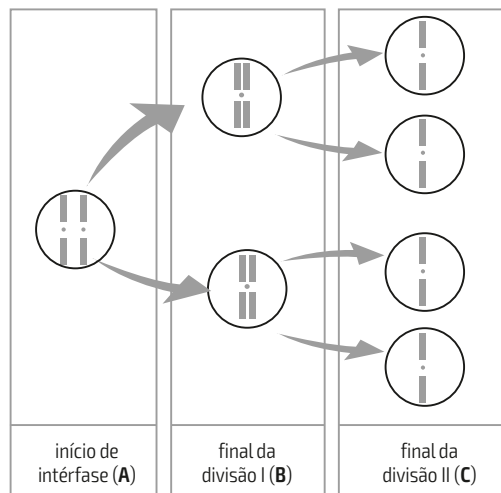 início de
intérfase (A)
final da
divisão I (B)
final da
divisão II (C)